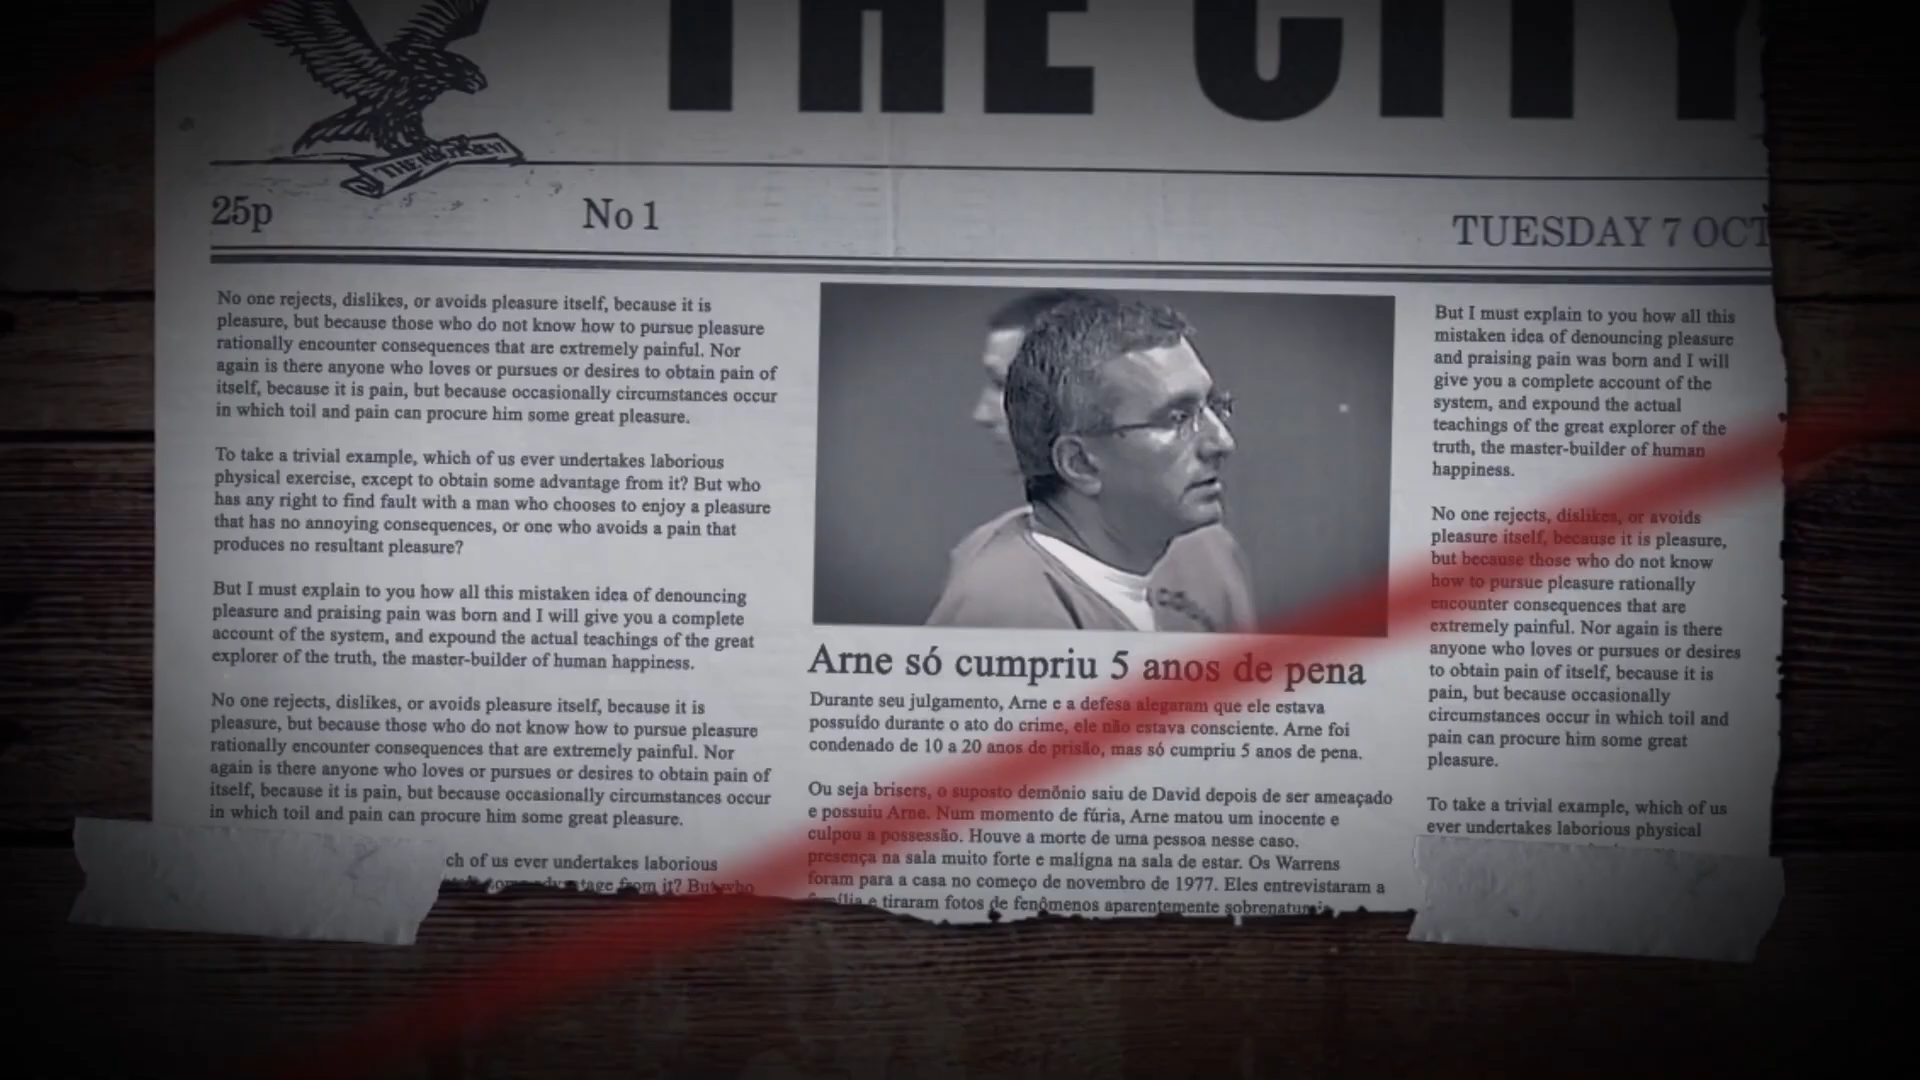 THE CITY
25p
No 1
TUESDAY 7 OCT
No one rejects, dislikes, or avoids pleasure itself, because it is
pleasure, but because those who do not know how to pursue pleasure
rationally encounter consequences that are extremely painful. Nor
again is there anyone who loves or pursues or desires to obtain pain of
itself, because it is pain, but because occasionally circumstances occur
in which toil and pain can procure him some great pleasure.
To take a trivial example, which of us ever undertakes laborious
physical exercise, except to obtain some advantage from it? But who
has any right to find fault with a man who chooses to enjoy a pleasure
that has no annoying consequences, or one who avoids a pain that
produces no resultant pleasure?
But I must explain to you how all this mistaken idea of denouncing
pleasure and praising pain was born and I will give you a complete
account of the system, and expound the actual teachings of the great
explorer of the truth, the master-builder of human happiness.
No one rejects, dislikes, or avoids pleasure itself, because it is
pleasure, but because those who do not know how to pursue pleasure
rationally encounter consequences that are extremely painful. Nor
again is there anyone who loves or pursues or desires to obtain pain of
itself, because it is pain, but because occasionally circumstances occur
in which toil and pain can procure him some great pleasure.
ch of us ever undertakes laborious
from it? But who
Arne só cumpriu 5 anos de pena
Durante seu julgamento, Arne e a defesa alegaram que ele estava
possuído durante o ato do crime, ele não estava consciente. Arne foi
condenado de 10 a 20 anos de prisão, mas só cumpriu 5 anos de pena.
Ou seja brisers, o suposto demônio saiu de David depois de ser ameaçado
e possuiu Arne. Num momento de fúria, Arne matou um inocente e
culpou a possessão. Houve a morte de uma pessoa nesse caso.
presença na sala muito forte e maligna na sala de estar. Os Warrens
foram para a casa no começo de novembro de 1977. Eles entrevistaram a
família e tiraram fotos de fenômenos aparentemente sobrenaturais
But I must explain to you how all this
mistaken idea of denouncing pleasure
and praising pain was born and I will
give you a complete account of the
system, and expound the actual
teachings of the great explorer of the
truth, the master-builder of human
happiness.
No one rejects, dislikes, or avoids
pleasure itself, because it is pleasure,
but because those who do not know
how to pursue pleasure rationally
encounter consequences that are
extremely painful. Nor again is there
anyone who loves or pursues or desires
to obtain pain of itself, because it is
pain, but because occasionally
circumstances occur in which toil and
pain can procure him some great
pleasure.
To take a trivial example, which of us
ever undertakes laborious physical